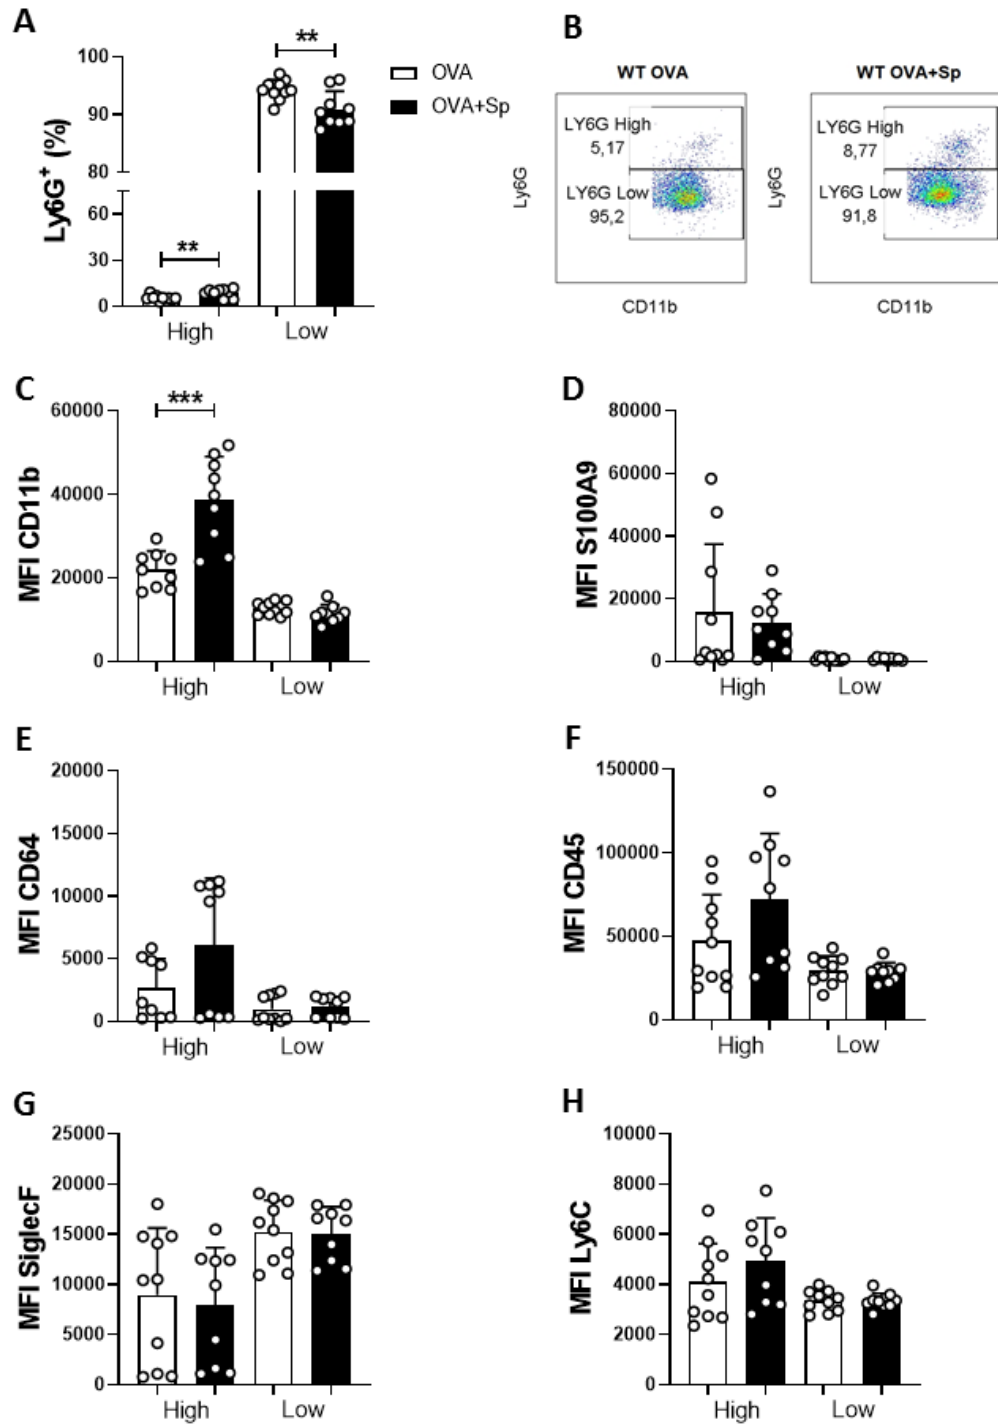 A
Ly6G+ (%)
100
90
80
60
30
0
**
**
High
Low
OVA
OVA+Sp
B
WT OVA
LY6G High
5,17
LY6G Low
95,2
Ly6G
CD11b
WT OVA+Sp
LY6G High
8,77
LY6G Low
91,8
Ly6G
CD11b
C
MFI CD11b
60000
40000
20000
0
***
High
Low
D
MFI S100A9
80000
60000
40000
20000
0
High
Low
E
MFI CD64
20000
15000
10000
5000
0
High
Low
F
MFI CD45
150000
100000
50000
0
High
Low
G
MFI SiglecF
25000
20000
15000
10000
5000
0
High
Low
H
MFI Ly6C
10000
8000
6000
4000
2000
0
High
Low